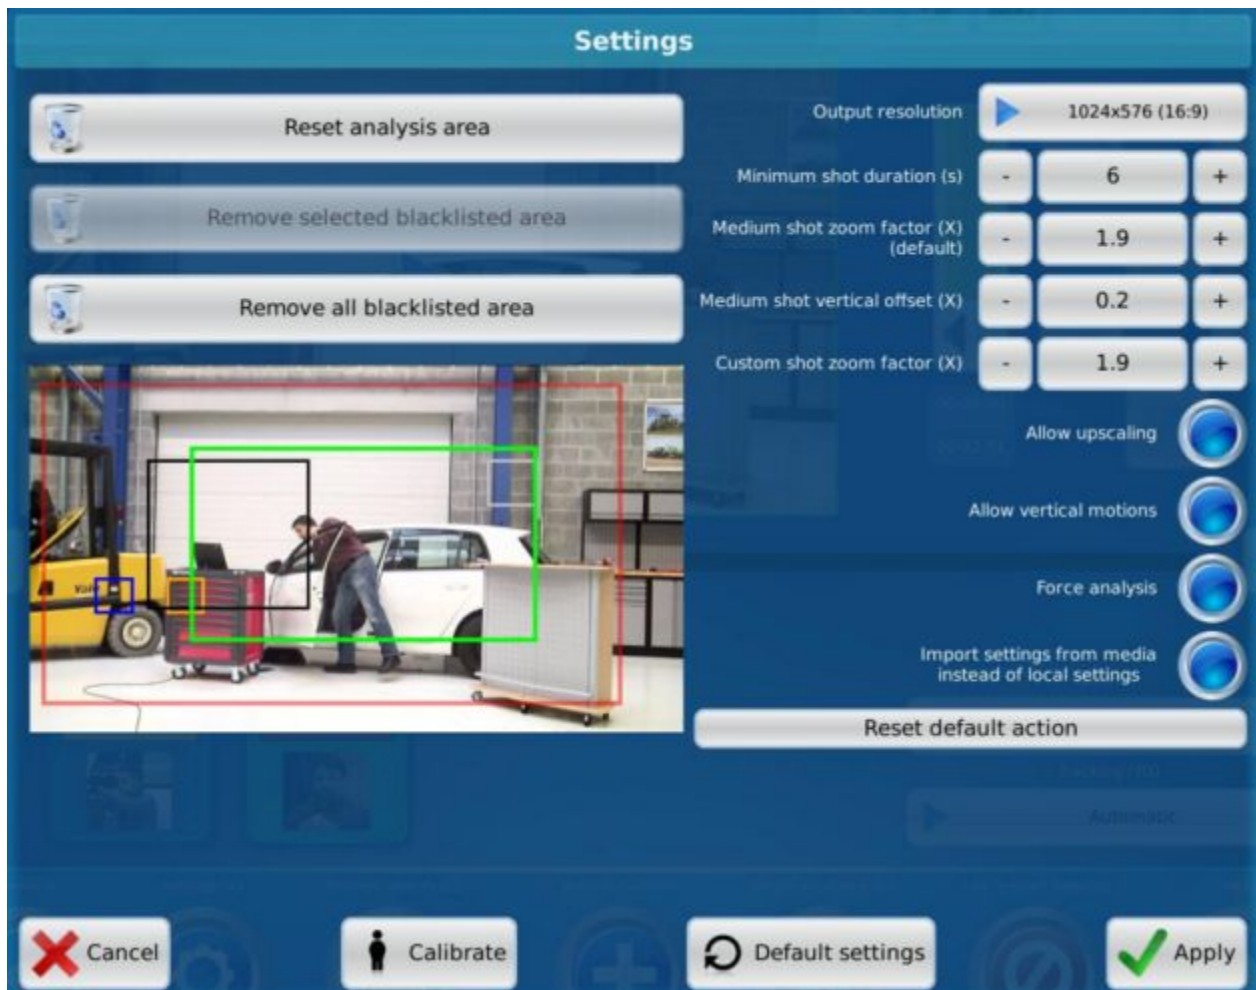 Settings
Reset analysis area
Remove selected blacklisted area
Remove all blacklisted area
Output resolution
1024x576 (16:9)
Minimum shot duration (s)
-
6
+
Medium shot zoom factor (X)
(default)
-
1.9
+
Medium shot vertical offset (X)
-
0.2
+
Custom shot zoom factor (X)
-
1.9
+
Allow upscaling
Allow vertical motions
Force analysis
Import settings from media
instead of local settings
Reset default action
Yale
Automatic
Cancel
Calibrate
Default settings
Apply